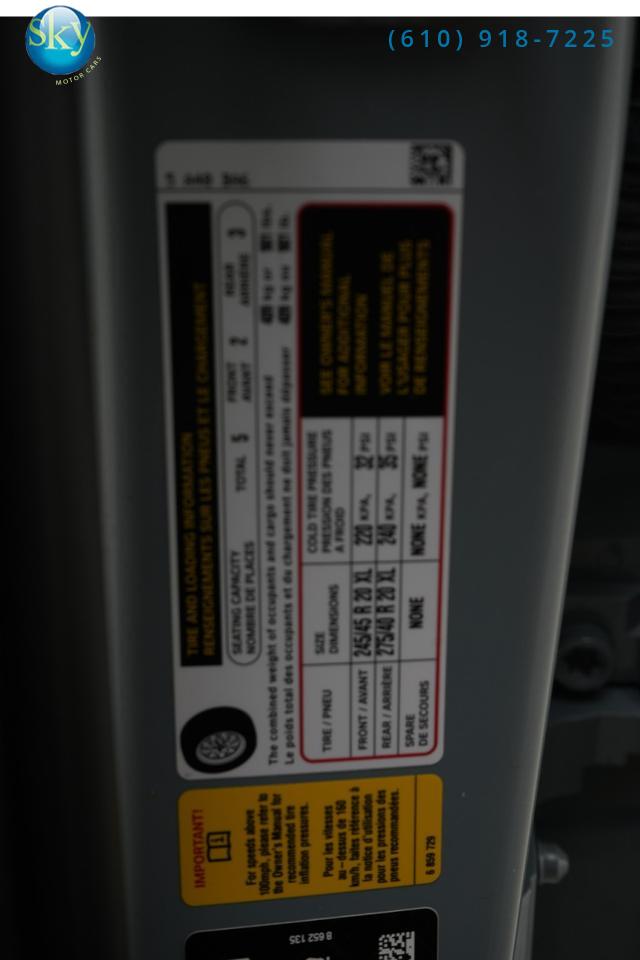 Sky
MOTOR CARS
(610) 918-7225
TIRE AND LOADING INFORMATION
RENSEIGNEMENTS SUR LES PNEUS ET LE CHARGEMENT
SEATING CAPACITY
NOMBRE DE PLACES
TOTAL 5
FRONT
AVANT 2
REAR
ARRIÈRE 3
The combined weight of occupants and cargo should never exceed kg or lbs.
Le poids total des occupants et du chargement ne doit jamais dépasser kg ou lb.
TIRE / PNEU
SIZE
DIMENSIONS
COLD TIRE PRESSURE
PRESSION DES PNEUS
A FROID
FRONT / AVANT 245/45 R 20 XL 220 KPA, 32 PSI
REAR / ARRIÈRE 275/40 R 20 XL 240 KPA, 35 PSI
SPARE
DE SECOURS NONE NONE KPA, NONE PSI
SEE OWNER'S MANUAL
FOR ADDITIONAL
INFORMATION
VOIR LE MANUEL DE
L'USAGER POUR PLUS
DE RENSEIGNEMENTS
IMPORTANT!
For speeds above
100mph, please refer to
the Owner's Manual for
recommended tire
inflation pressures.
Pour les vitesses
au-dessus de 160
km/h, faites référence à
la notice d'utilisation
pour les pressions des
pneus recommandées.
6 859 729
8 652 135